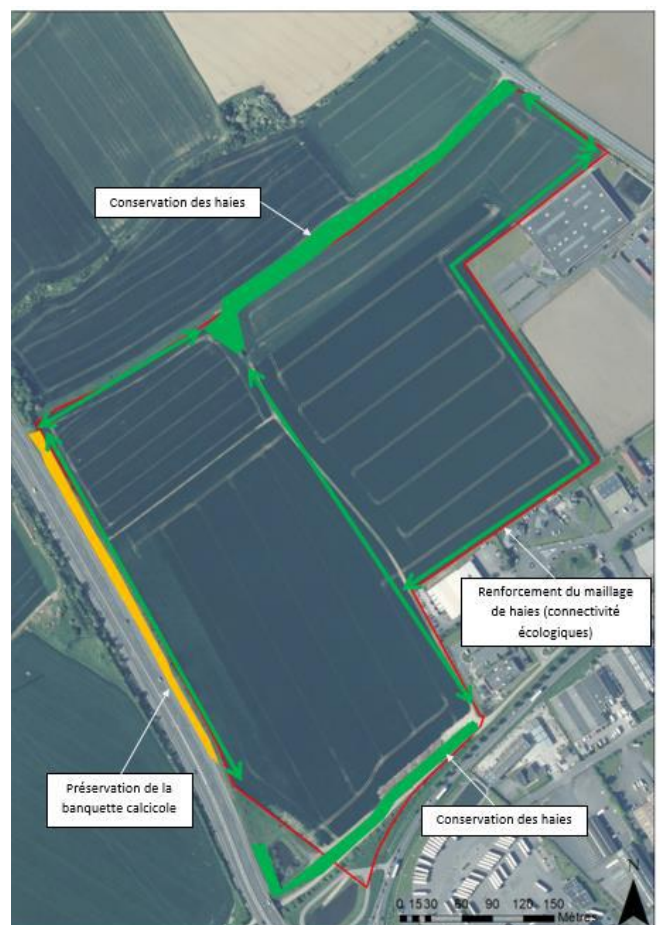 Conservation des haies
Renforcement du maillage
de haies (connectivité
écologiques)
Préservation de la
banquette calcicole
Conservation des haies
N
0 15 30 60 90 120 150
Mètres